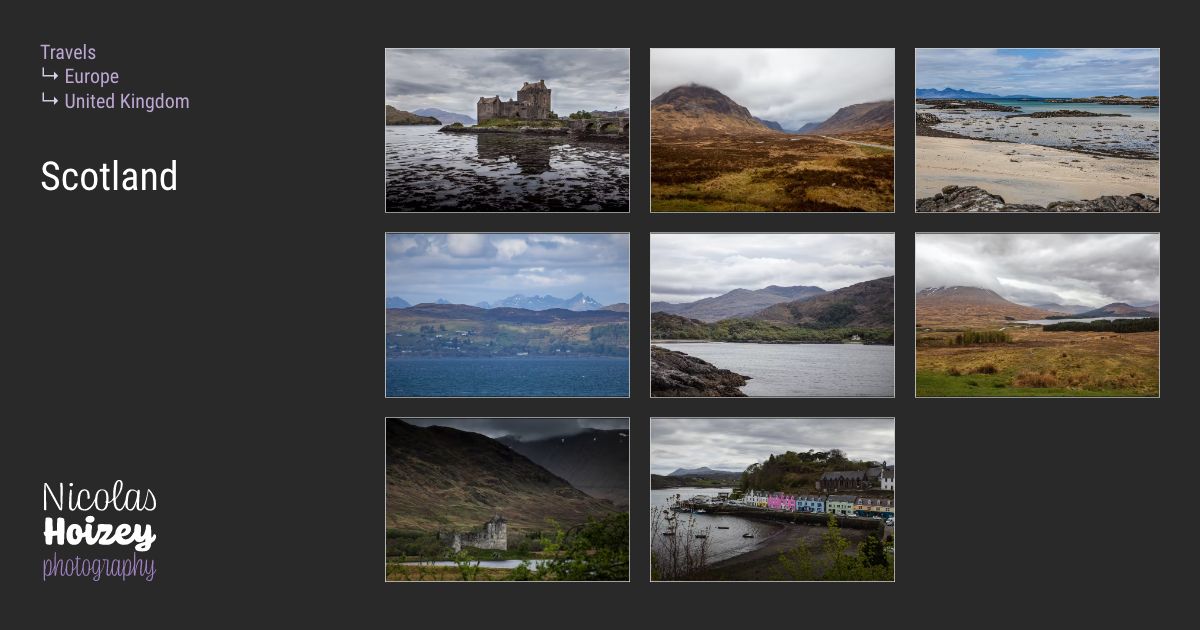 Travels
↳ Europe
↳ United Kingdom
Scotland
Nicolas
Hoizey
photography